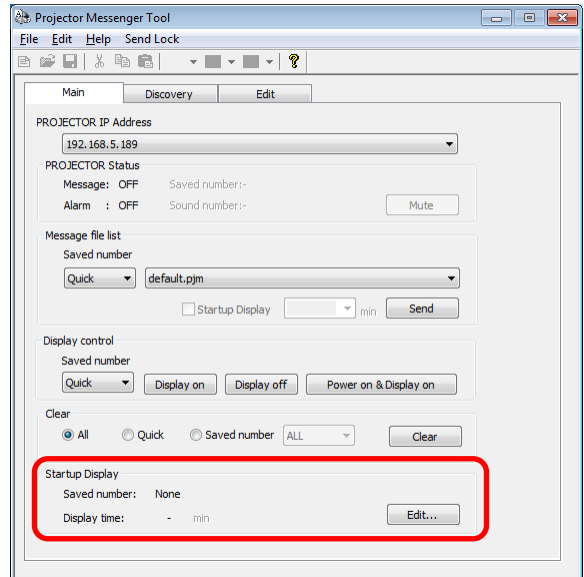 Projector Messenger Tool
File Edit Help Send Lock
?
Main Discovery Edit
PROJECTOR IP Address
192.168.5.189
PROJECTOR Status
Message: OFF Saved number:-
Alarm : OFF Sound number:- Mute
Message file list
Saved number
Quick default.pjm
Startup Display min Send
Display control
Saved number
Quick Display on Display off Power on & Display on
Clear
All Quick Saved number ALL Clear
Startup Display
Saved number: None
Display time: - min Edit...